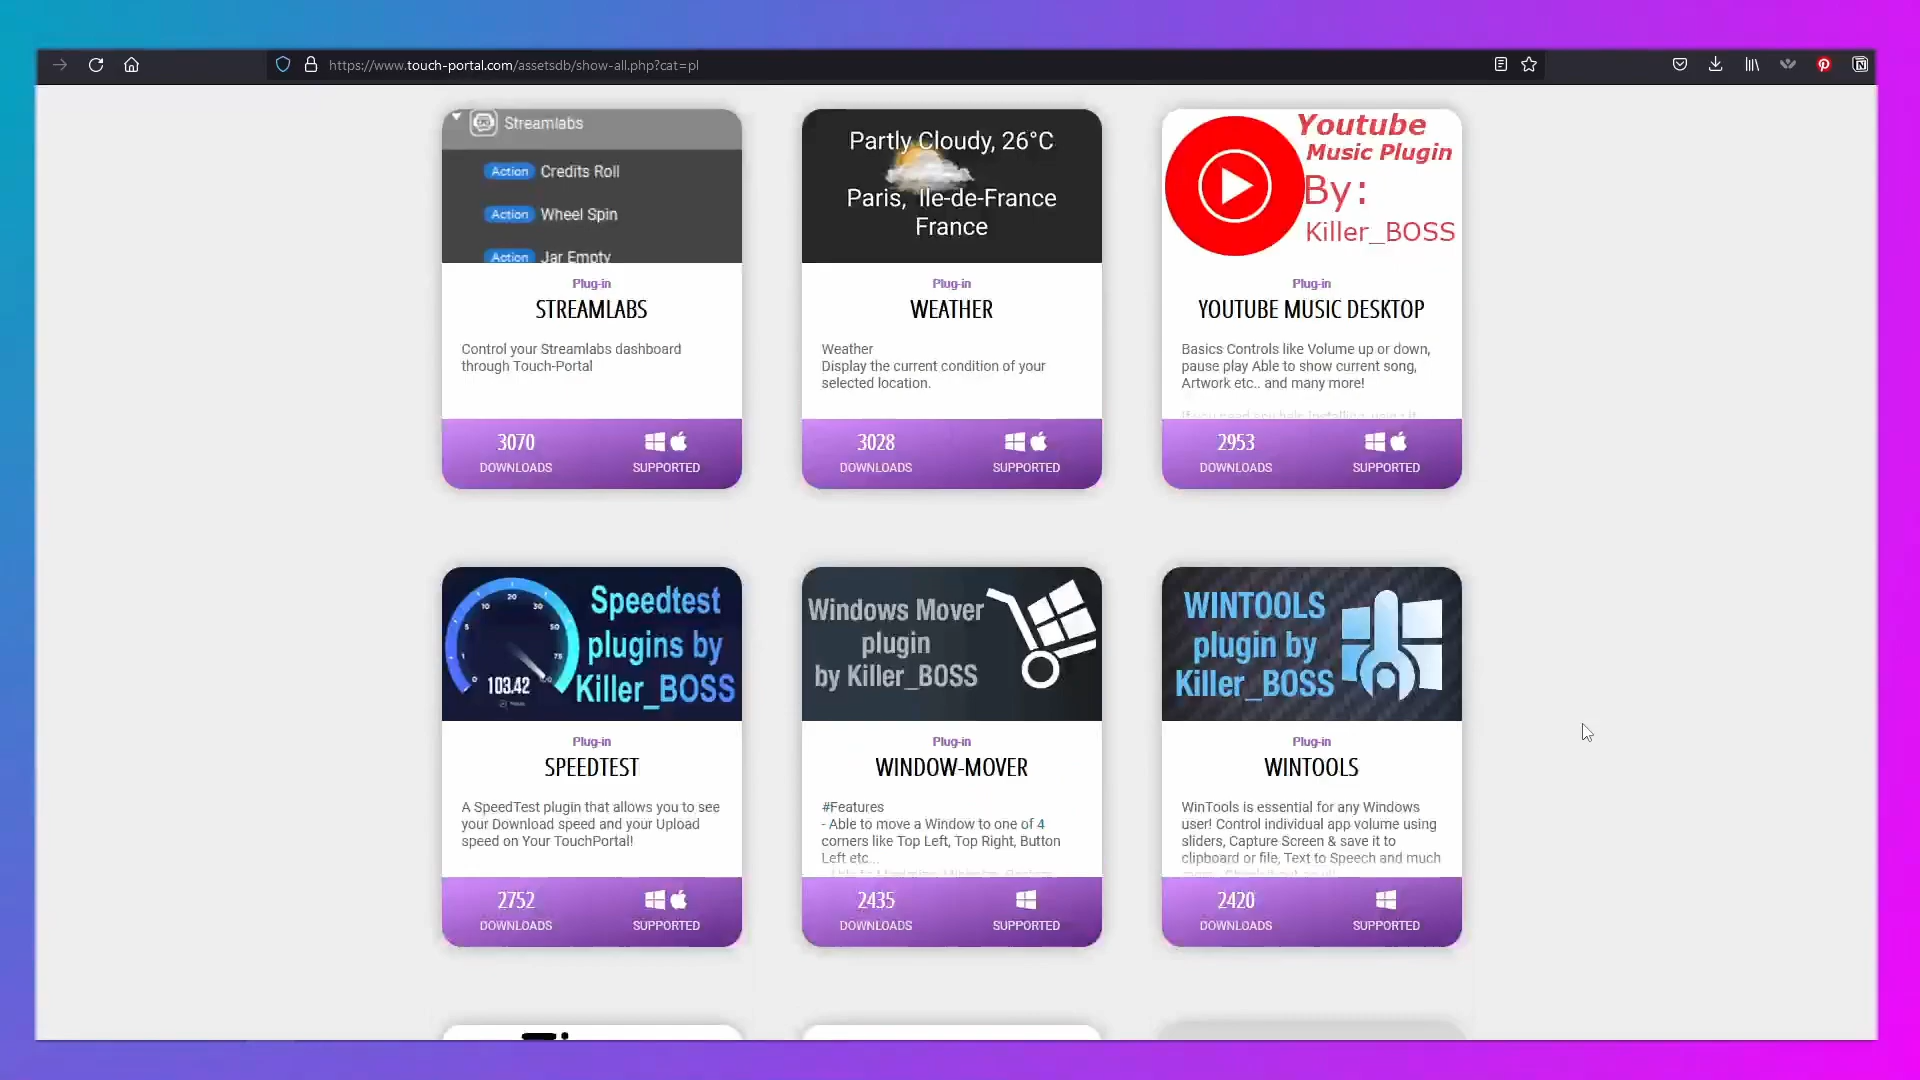 https://www.touch-portal.com/assetsdb/show-all.php?cat=pl
Streamlabs
Action Credits Roll
Action Wheel Spin
Action Jar Empty
Plug-in
STREAMLABS
Control your Streamlabs dashboard
through Touch-Portal
3070
DOWNLOADS
SUPPORTED
Partly Cloudy, 26°C
Paris, Ile-de-France
France
Plug-in
WEATHER
Weather
Display the current condition of your
selected location.
3028
DOWNLOADS
SUPPORTED
Youtube
Music Plugin
By:
Killer_BOSS
Plug-in
YOUTUBE MUSIC DESKTOP
Basics Controls like Volume up or down,
pause play Able to show current song,
Artwork etc.. and many more!
2953
DOWNLOADS
SUPPORTED
1
5
10
20
30
50
75
0
103.42
Speedtest
plugins by
Killer_BOSS
Plug-in
SPEEDTEST
A SpeedTest plugin that allows you to see
your Download speed and your Upload
speed on Your TouchPortal!
2752
DOWNLOADS
SUPPORTED
Windows Mover
plugin
by Killer_BOSS
Plug-in
WINDOW-MOVER
#Features
- Able to move a Window to one of 4
corners like Top Left, Top Right, Button
Left etc...
2435
DOWNLOADS
SUPPORTED
WINTOOLS
plugin by
Killer_BOSS
Plug-in
WINTOOLS
WinTools is essential for any Windows
user! Control individual app volume using
sliders, Capture Screen & save it to
clipboard or file, Text to Speech and much
2420
DOWNLOADS
SUPPORTED